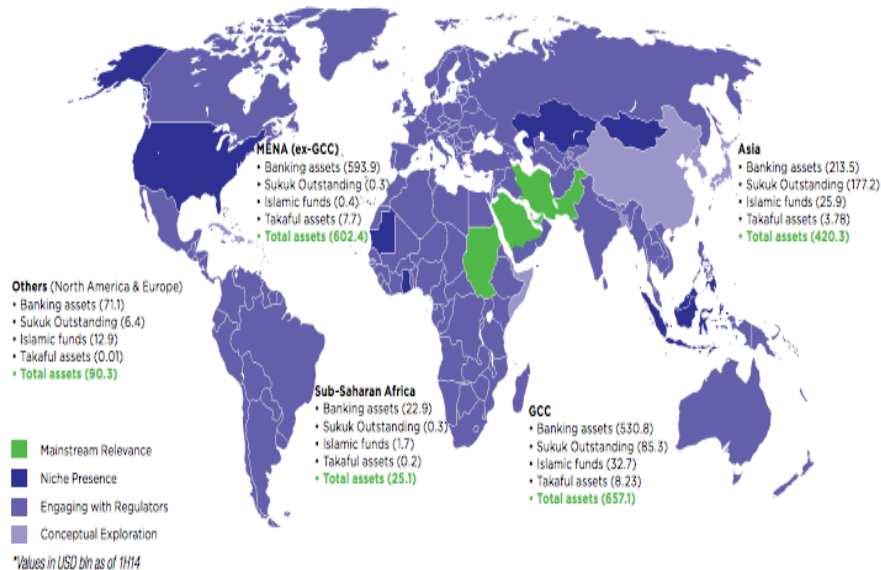 MENA (ex-GCC)
• Banking assets (593.9)
• Sukuk Outstanding (0.3)
• Islamic funds (0.4)
• Takaful assets (7.7)
• Total assets (602.4)
Asia
• Banking assets (213.5)
• Sukuk Outstanding (177.2)
• Islamic funds (25.9)
• Takaful assets (3.78)
• Total assets (420.3)
Others (North America & Europe)
• Banking assets (71.1)
• Sukuk Outstanding (6.4)
• Islamic funds (12.9)
• Takaful assets (0.01)
• Total assets (90.3)
Sub-Saharan Africa
• Banking assets (22.9)
• Sukuk Outstanding (0.3)
• Islamic funds (1.7)
• Takaful assets (0.2)
• Total assets (25.1)
GCC
• Banking assets (530.8)
• Sukuk Outstanding (85.3)
• Islamic funds (32.7)
• Takaful assets (8.23)
• Total assets (657.1)
Mainstream Relevance
Niche Presence
Engaging with Regulators
Conceptual Exploration
*Values in USD bln as of 1H14